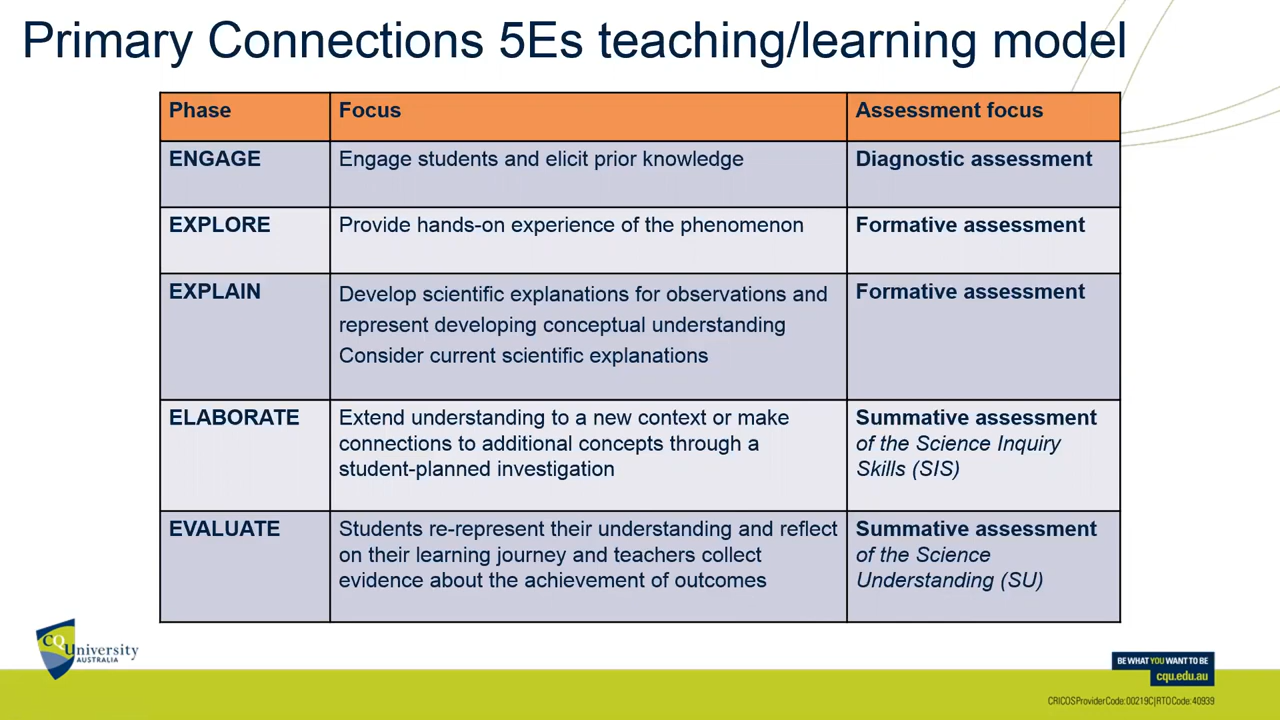 Primary Connections 5Es teaching/learning model
Phase Focus Assessment focus
ENGAGE Engage students and elicit prior knowledge Diagnostic assessment
EXPLORE Provide hands-on experience of the phenomenon Formative assessment
EXPLAIN Develop scientific explanations for observations and Formative assessment
represent developing conceptual understanding
Consider current scientific explanations
ELABORATE Extend understanding to a new context or make Summative assessment
connections to additional concepts through a of the Science Inquiry
student-planned investigation Skills (SIS)
EVALUATE Students re-represent their understanding and reflect Summative assessment
on their learning journey and teachers collect of the Science
evidence about the achievement of outcomes Understanding (SU)
CQUniversity
AUSTRALIA
BE WHAT YOU WANT TO BE
cqu.edu.au
CRICOS Provider Code: 00219C | RTO Code: 40939